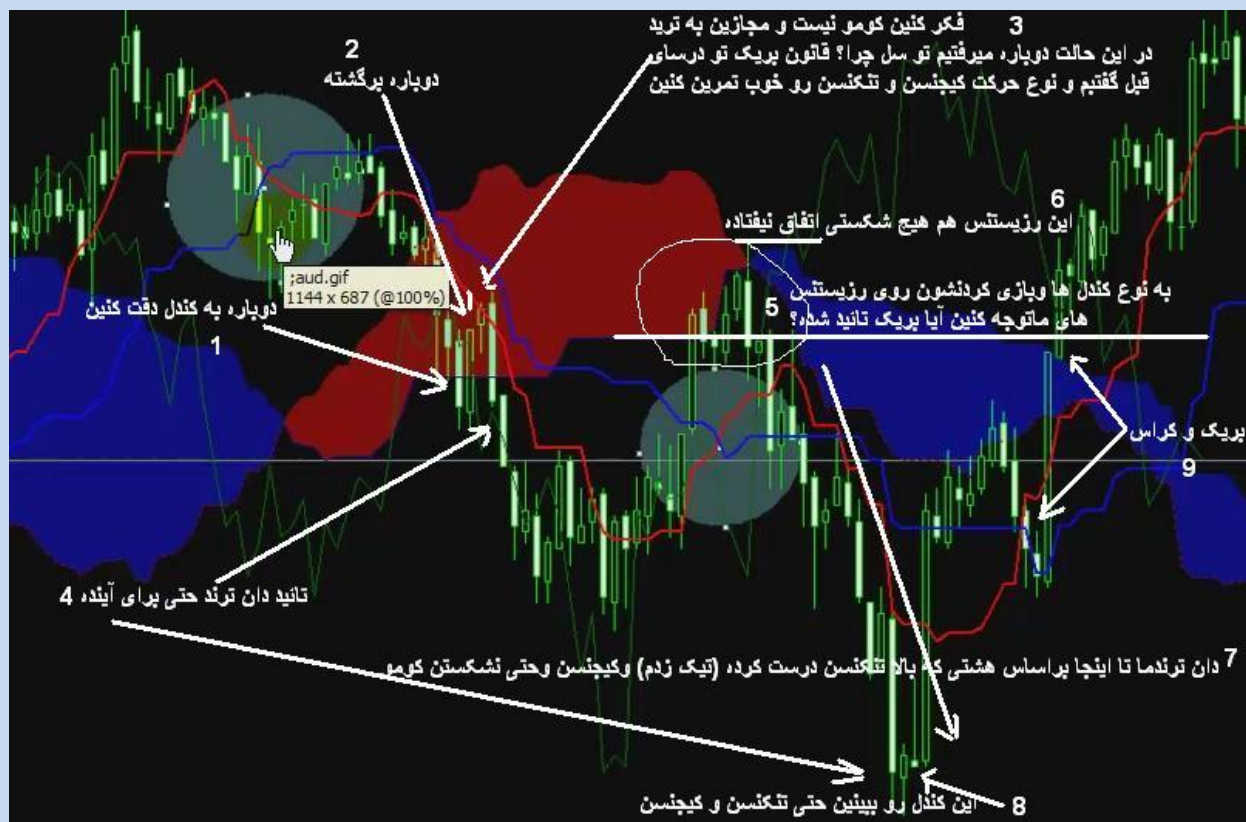 2
دوباره برگشته
3
فکر کنین کومو نیست و مجازین به ترید
در این حالت دوباره میرفتیم تو سل چرا؟ قانون بریک تو درسای
قبل گفتیم و نوع حرکت کیجنسن و تنکنسن رو خوب تمرین کنین
;aud.gif
1144 x 687 (@100%)
دوباره به کندل دقت کنین
1
6
این رزیستنس هم هیچ شکستی اتفاق نیفتاده
5
به نوع کندل ها وبازی کردنشون روی رزیستنس
های ماتوجه کنین آیا بریک تائید شده؟
بریک و کراس
9
تائید دان ترند حتی برای آینده 4
7 دان ترندما تا اینجا براساس هشتی که بالا تنکنسن درست کرده (تیک زدم) وکیجنسن وحتی نشکستن کومو
این کندل رو ببینین حتی تنکنسن و کیجنسن
8